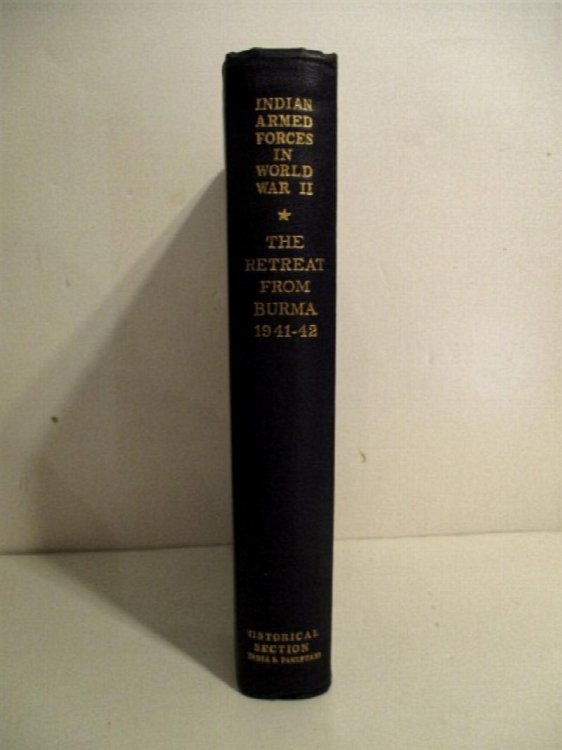 INDIAN
ARMED
FORCES
IN
WORLD
WAR II
THE
RETREAT
FROM
BURMA
1941-42
HISTORICAL
SECTION
INDIA & PAKISTAN